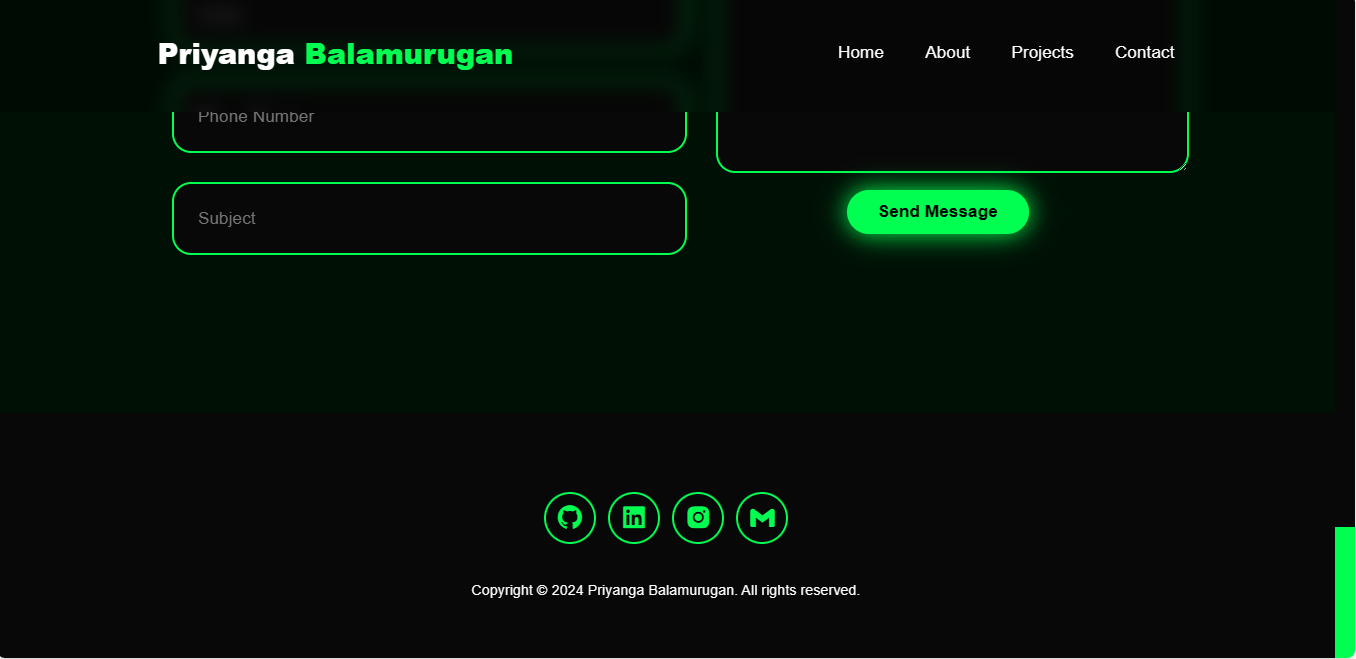 Priyanga Balamurugan
Home About Projects Contact
Phone Number
Subject
Send Message
Copyright © 2024 Priyanga Balamurugan. All rights reserved.